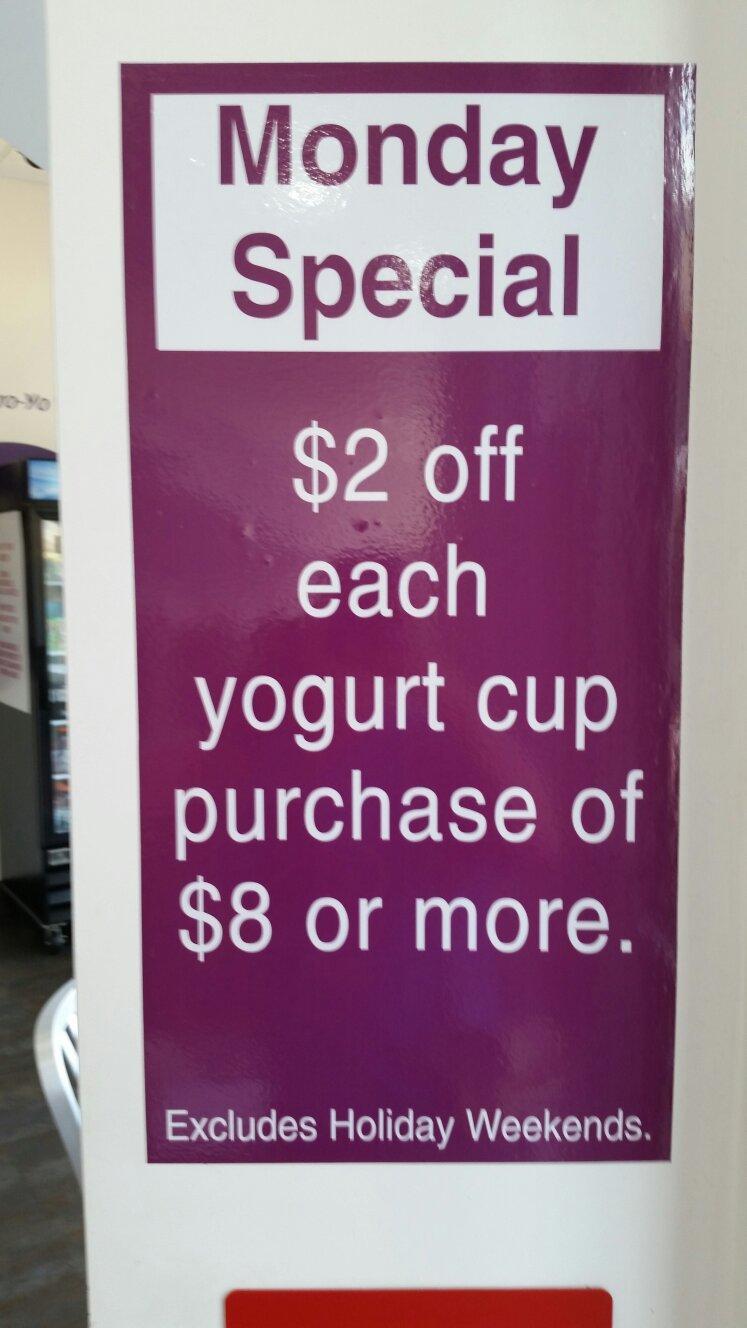 Monday
Special
$2 off
each
yogurt cup
purchase of
$8 or more.
Excludes Holiday Weekends.